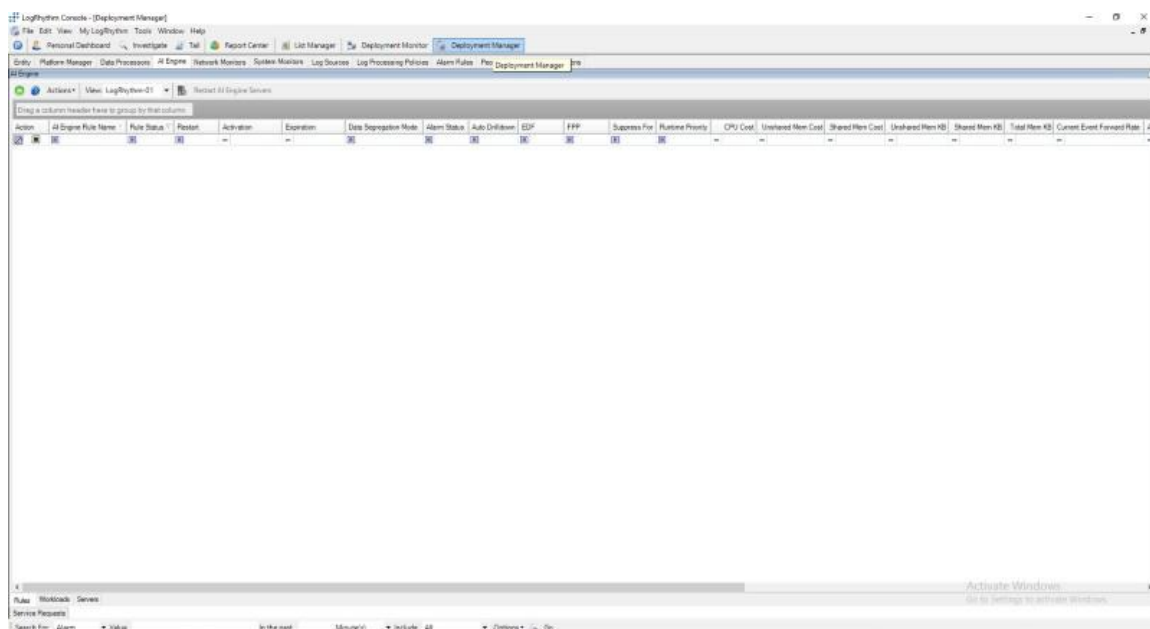 LogRhythm Console - [Deployment Manager]
File Edit View My LogRhythm Tools Window Help
Personal Dashboard Investigate Tail Report Center List Manager Deployment Monitor Deployment Manager
Entity Platform Manager Data Processors AI Engine Network Monitors System Monitors Log Sources Log Processing Policies Alarm Rules Deployment Manager
AI Engine
Actions View: LogRhythm-01 Restart AI Engine Servers
Drag a column header here to group by that column
Action AI Engine Rule Name Rule Status Restart Activation Expiration Data Segregation Mode Alarm Status Auto Drilldown EDF FPP Suppress For Runtime Priority CPU Cost Unshared Mem Cost Shared Mem Cost Unshared Mem KB Shared Mem KB Total Mem KB Current Event Forward Rate
Activate Windows
Rules Workloads Servers
Go to Settings to activate Windows.
Service Requests
Search For: Alarm Value In the past Minute(s) Include All Options Go